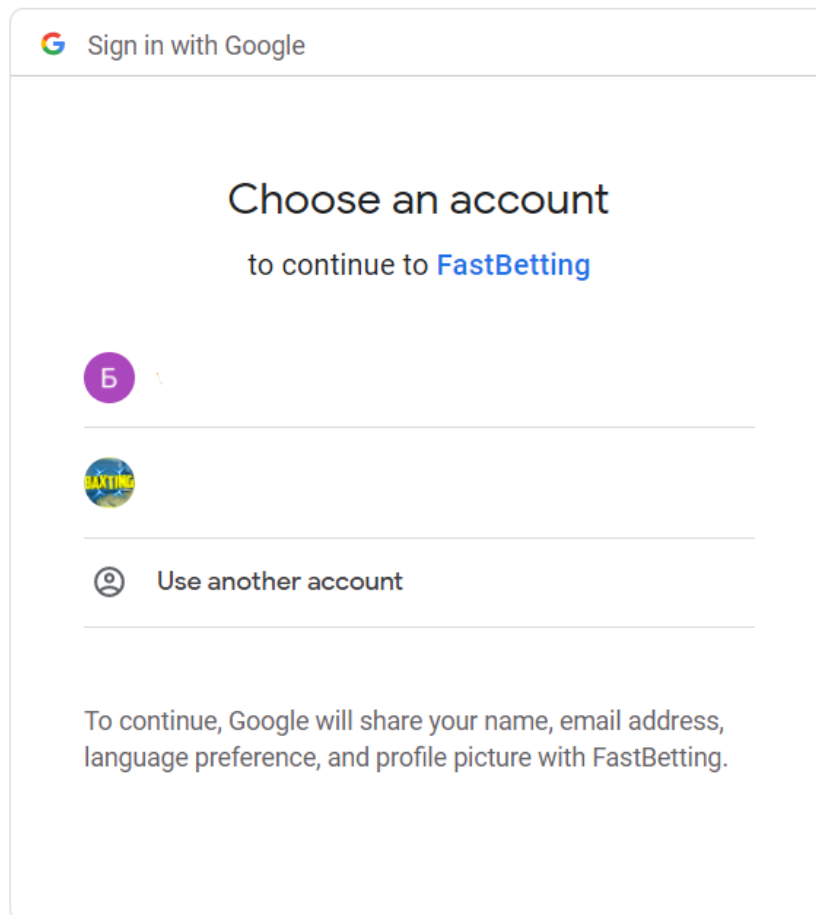 Sign in with Google
Choose an account
to continue to FastBetting
Б
BAXTING
Use another account
To continue, Google will share your name, email address,
language preference, and profile picture with FastBetting.